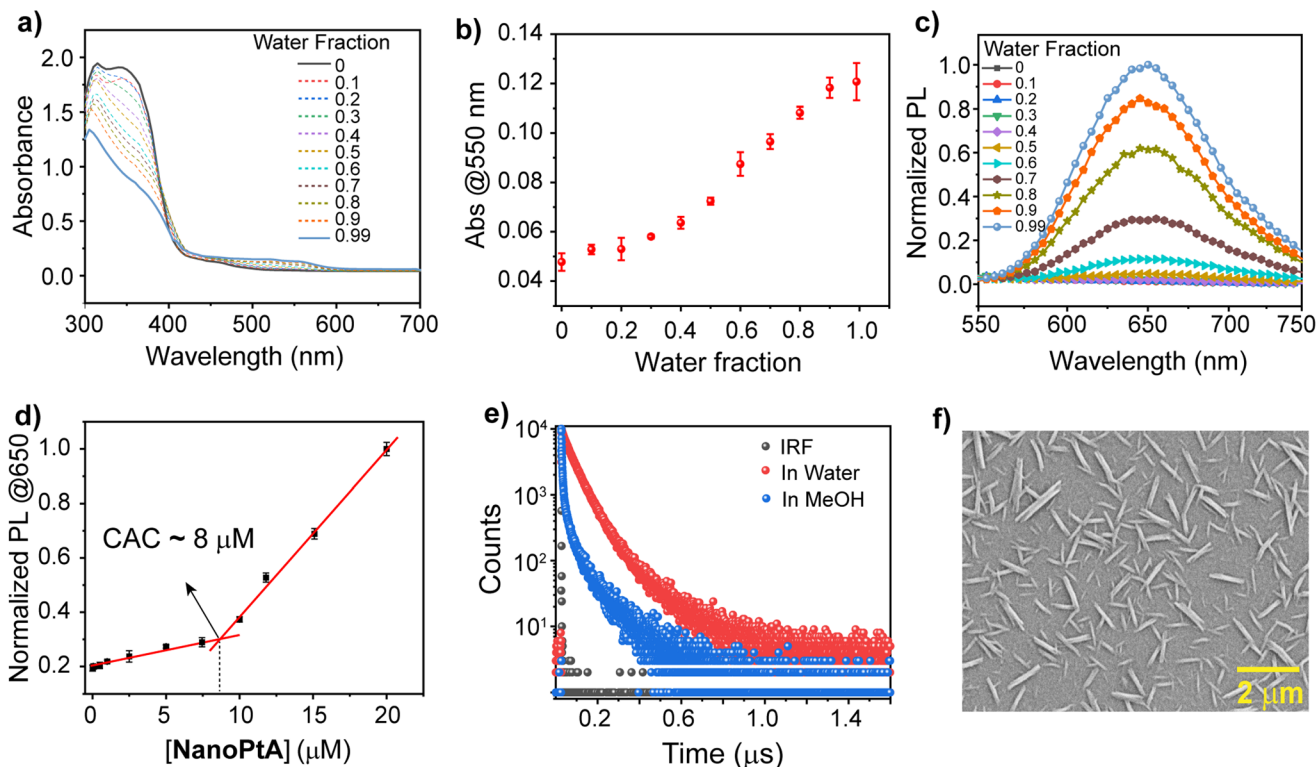 a)
Water Fraction
0
0.1
0.2
0.3
0.4
0.5
0.6
0.7
0.8
0.9
0.99
2.0
1.5
1.0
0.5
0.0
Absorbance
300 400 500 600 700
Wavelength (nm)
b)
0.14
0.12
0.10
0.08
0.06
0.04
Abs @550 nm
0 0.2 0.4 0.6 0.8 1.0
Water fraction
c)
Water Fraction
0
0.1
0.2
0.3
0.4
0.5
0.6
0.7
0.8
0.9
0.99
1.0
0.8
0.6
0.4
0.2
0.0
Normalized PL
550 600 650 700 750
Wavelength (nm)
d)
1.0
0.8
0.6
0.4
0.2
Normalized PL @650
CAC ~ 8 μM
0 5 10 15 20
[NanoPtA] (μM)
e)
10⁴
10³
10²
10¹
Counts
IRF
In Water
In MeOH
0.2 0.6 1.0 1.4
Time (μs)
f)
2 μm